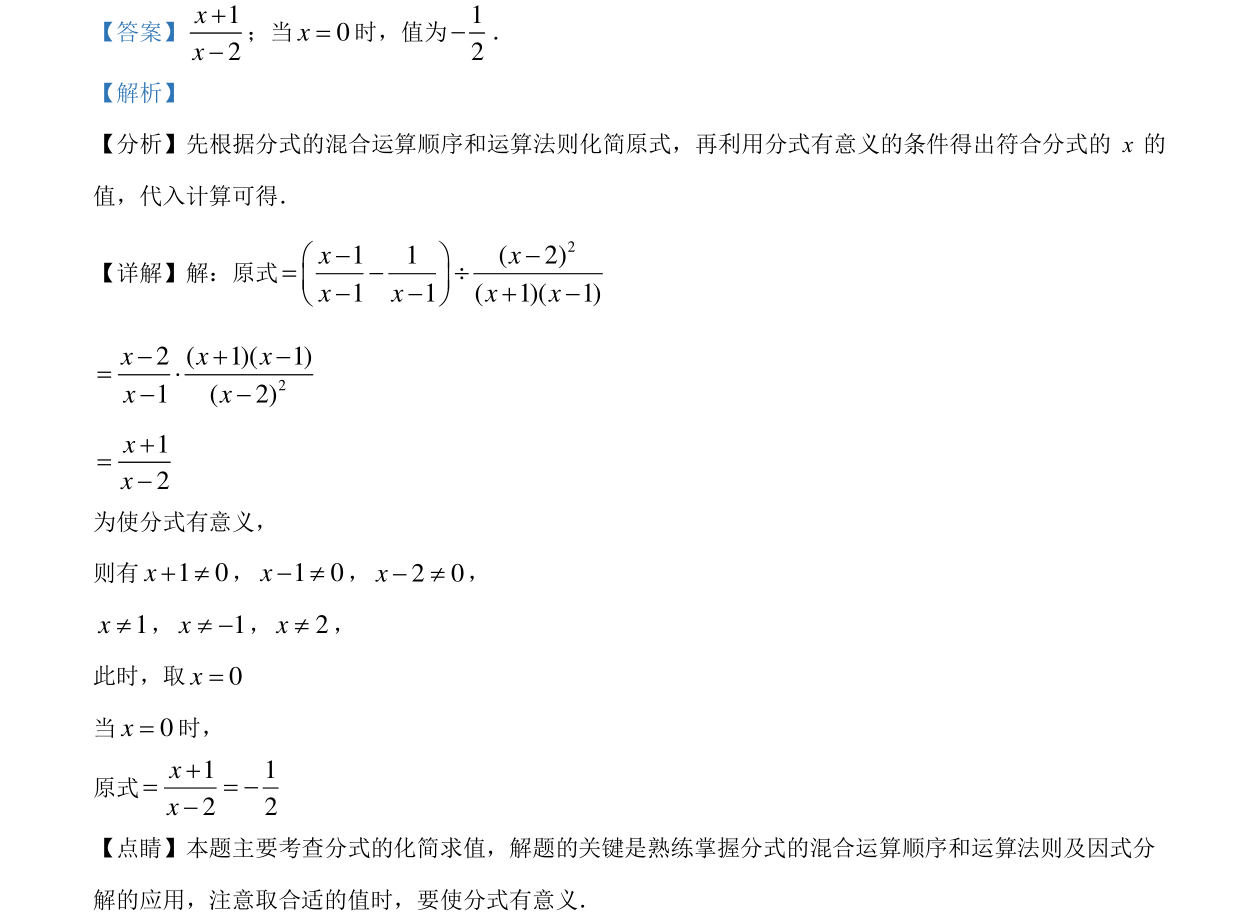 【答案】$\frac{x+1}{x-2}$；当$x=0$时，值为$-\frac{1}{2}$．
【解析】
【分析】先根据分式的混合运算顺序和运算法则化简原式，再利用分式有意义的条件得出符合分式的 x 的
值，代入计算可得．
【详解】解：原式$=\left(\frac{x-1}{x-1}-\frac{1}{x-1}\right)\div\frac{(x-2)^2}{(x+1)(x-1)}$
$=\frac{x-2}{x-1}\cdot\frac{(x+1)(x-1)}{(x-2)^2}$
$=\frac{x+1}{x-2}$
为使分式有意义，
则有$x+1\neq0$，$x-1\neq0$，$x-2\neq0$，
$x\neq1$，$x\neq-1$，$x\neq2$，
此时，取$x=0$
当$x=0$时，
原式$=\frac{x+1}{x-2}=-\frac{1}{2}$
【点睛】本题主要考查分式的化简求值，解题的关键是熟练掌握分式的混合运算顺序和运算法则及因式分
解的应用，注意取合适的值时，要使分式有意义．